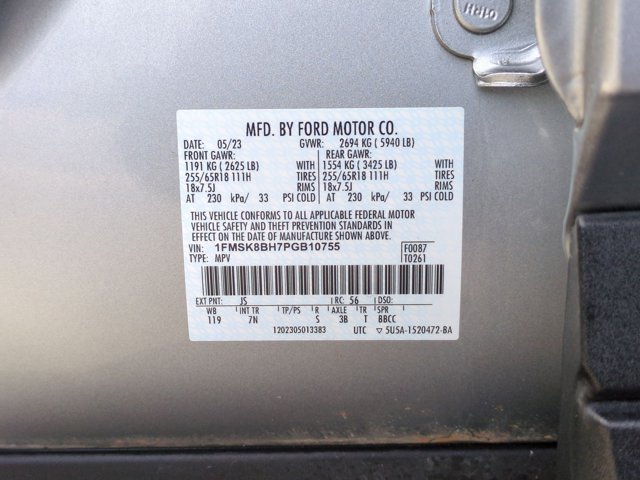 01RH
MFD. BY FORD MOTOR CO.
DATE: 05/23 GVWR: 2694 KG ( 5940 LB)
FRONT GAWR: REAR GAWR:
1191 KG ( 2625 LB) WITH 1554 KG ( 3425 LB) WITH
255/65R18 111H TIRES 255/65R18 111H TIRES
18x7.5J RIMS 18x7.5J RIMS
AT 230 kPa/ 33 PSI COLD AT 230 kPa/ 33 PSI COLD
THIS VEHICLE CONFORMS TO ALL APPLICABLE FEDERAL MOTOR
VEHICLE SAFETY AND THEFT PREVENTION STANDARDS IN
EFFECT ON THE DATE OF MANUFACTURE SHOWN ABOVE.
VIN: 1FMSK8BH7PGB10755 F0087
TYPE: MPV T0261
EXT PNT: JS RC: 56 DSO:
WB INT TR TP/PS R AXLE TR SPR
119 7N S 3B T 8BCC
1202305013383 UTC ▽ 5U5A-1520472-BA